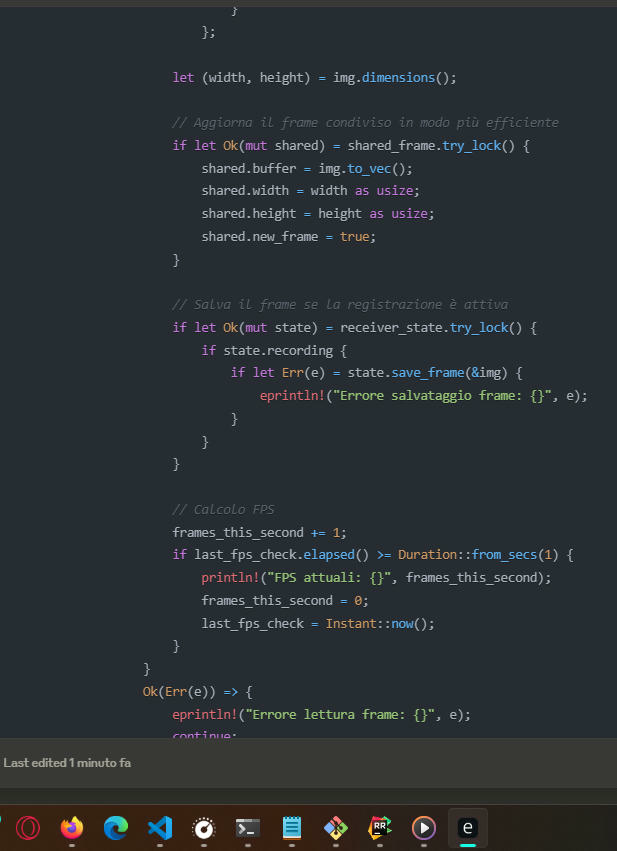 }
};
let (width, height) = img.dimensions();
// Aggiorna il frame condiviso in modo più efficiente
if let Ok(mut shared) = shared_frame.try_lock() {
shared.buffer = img.to_vec();
shared.width = width as usize;
shared.height = height as usize;
shared.new_frame = true;
}
// Salva il frame se la registrazione è attiva
if let Ok(mut state) = receiver_state.try_lock() {
if state.recording {
if let Err(e) = state.save_frame(&img) {
eprintln!("Errore salvataggio frame: {}", e);
}
}
}
// Calcolo FPS
frames_this_second += 1;
if last_fps_check.elapsed() >= Duration::from_secs(1) {
println!("FPS attuali: {}", frames_this_second);
frames_this_second = 0;
last_fps_check = Instant::now();
}
}
Ok(Err(e)) => {
eprintln!("Errore lettura frame: {}", e);
continue;
Last edited 1 minuto fa
RR
e